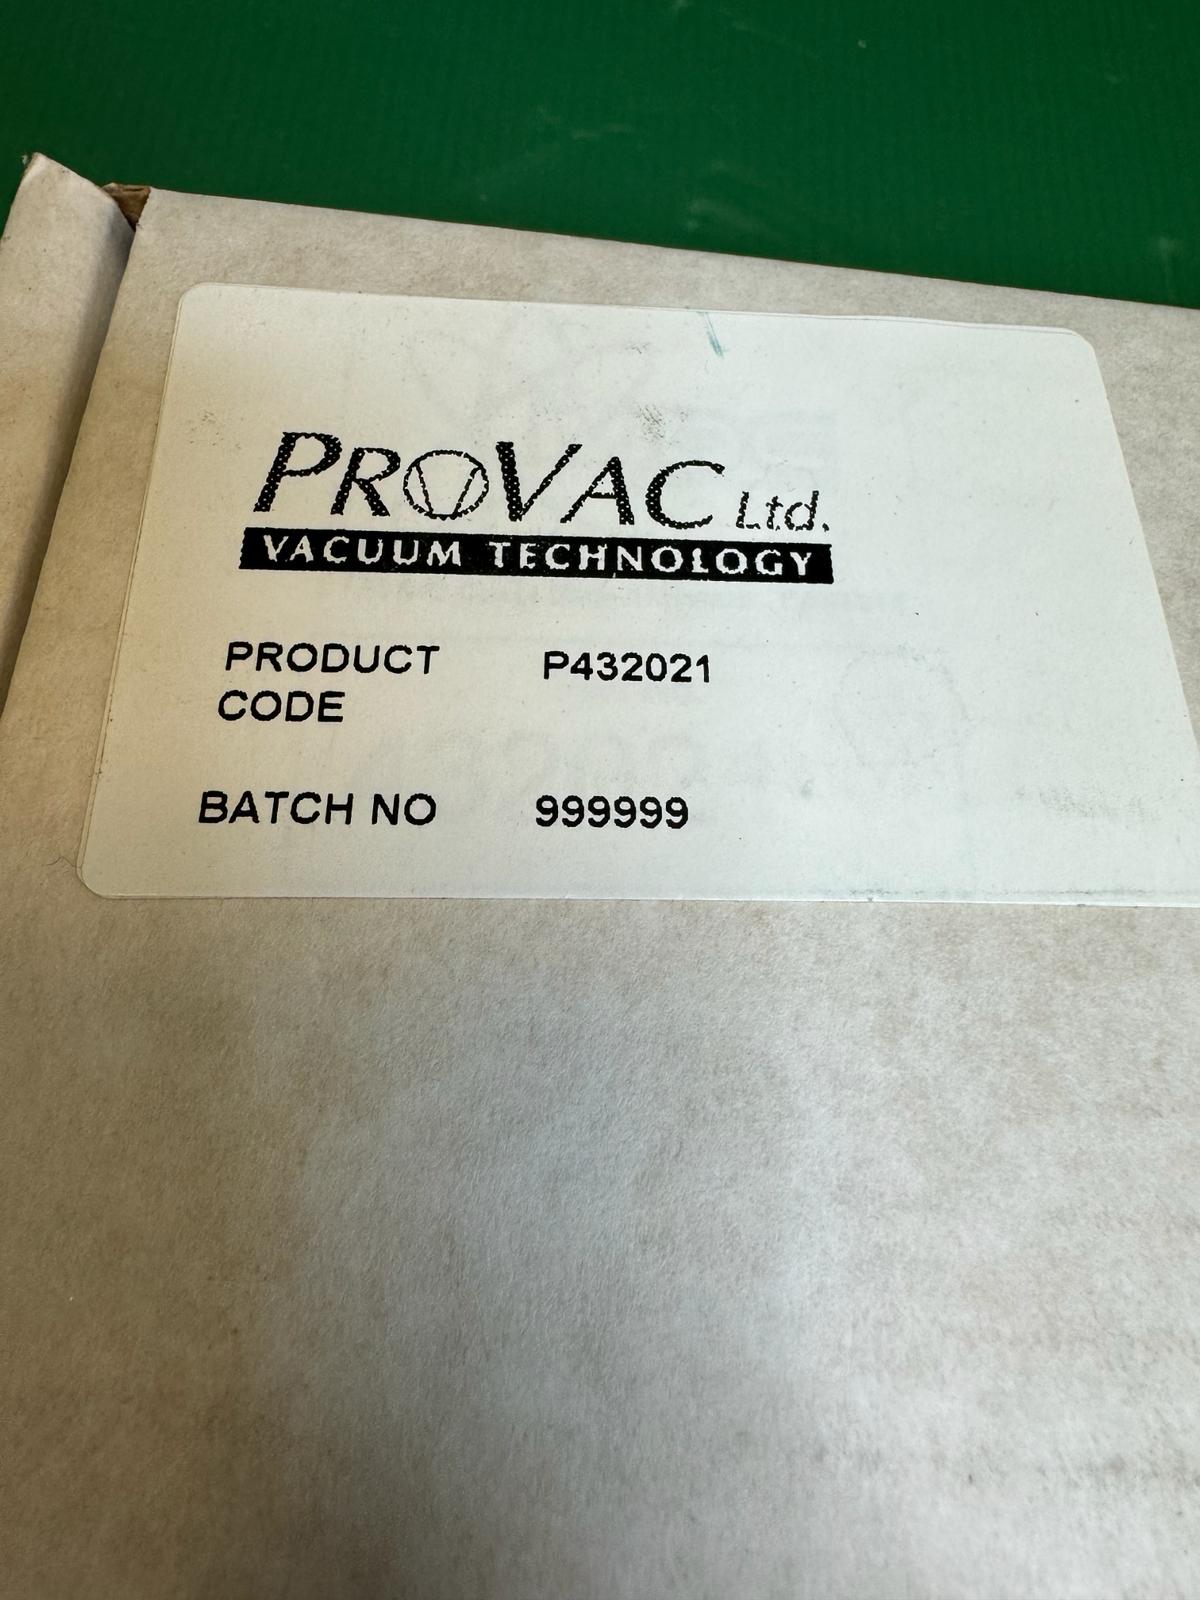 PROVAC Ltd.
VACUUM TECHNOLOGY
PRODUCT CODE P432021
BATCH NO 999999